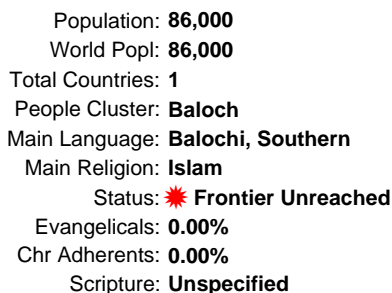 Population: 86,000
World Popl: 86,000
Total Countries: 1
People Cluster: Baloch
Main Language: Balochi, Southern
Main Religion: Islam
Status: Frontier Unreached
Evangelicals: 0.00%
Chr Adherents: 0.00%
Scripture: Unspecified